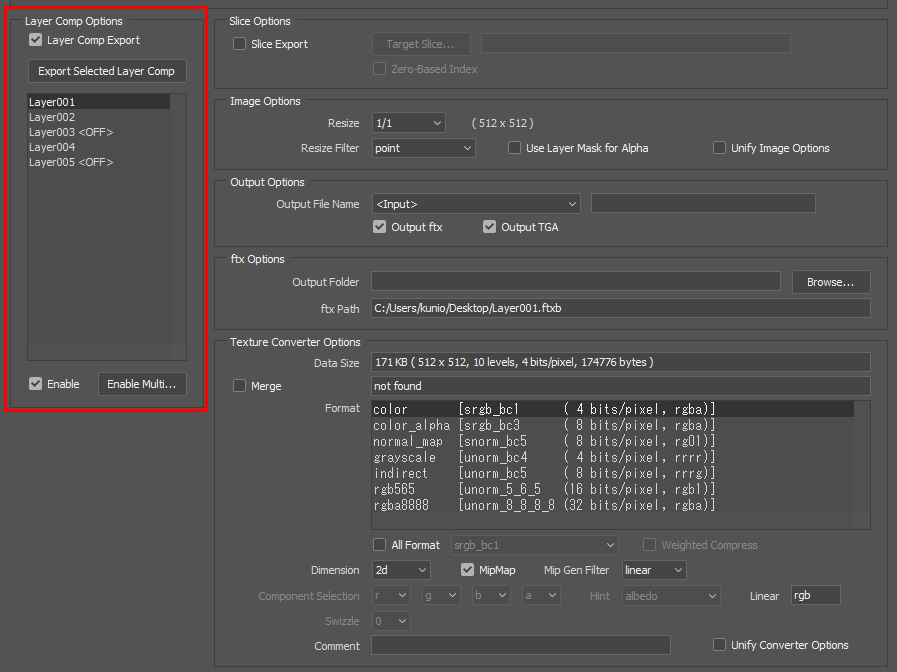 Layer Comp Options
Layer Comp Export
Export Selected Layer Comp
Layer001
Layer002
Layer003 <OFF>
Layer004
Layer005 <OFF>
Enable
Enable Multi...
Slice Options
Slice Export
Target Slice...
Zero-Based Index
Image Options
Resize 1/1 ( 512 x 512 )
Resize Filter point Use Layer Mask for Alpha Unify Image Options
Output Options
Output File Name <Input>
Output ftx Output TGA
ftx Options
Output Folder Browse...
ftx Path C:/Users/kunio/Desktop/Layer001.ftxb
Texture Converter Options
Data Size 171 KB ( 512 x 512, 10 levels, 4 bits/pixel, 174776 bytes )
Merge not found
Format color [srgb_bc1 ( 4 bits/pixel, rgba)]
color_alpha [srgb_bc3 ( 8 bits/pixel, rgba)]
normal_map [snorm_bc5 ( 8 bits/pixel, rg01)]
grayscale [unorm_bc4 ( 4 bits/pixel, rrrr)]
indirect [unorm_bc5 ( 8 bits/pixel, rrrg)]
rgb565 [unorm_5_6_5 (16 bits/pixel, rgb1)]
rgba8888 [unorm_8_8_8_8 (32 bits/pixel, rgba)]
All Format srgb_bc1 Weighted Compress
Dimension 2d MipMap Mip Gen Filter linear
Component Selection r g b a Hint albedo Linear rgb
Swizzle 0
Comment Unify Converter Options